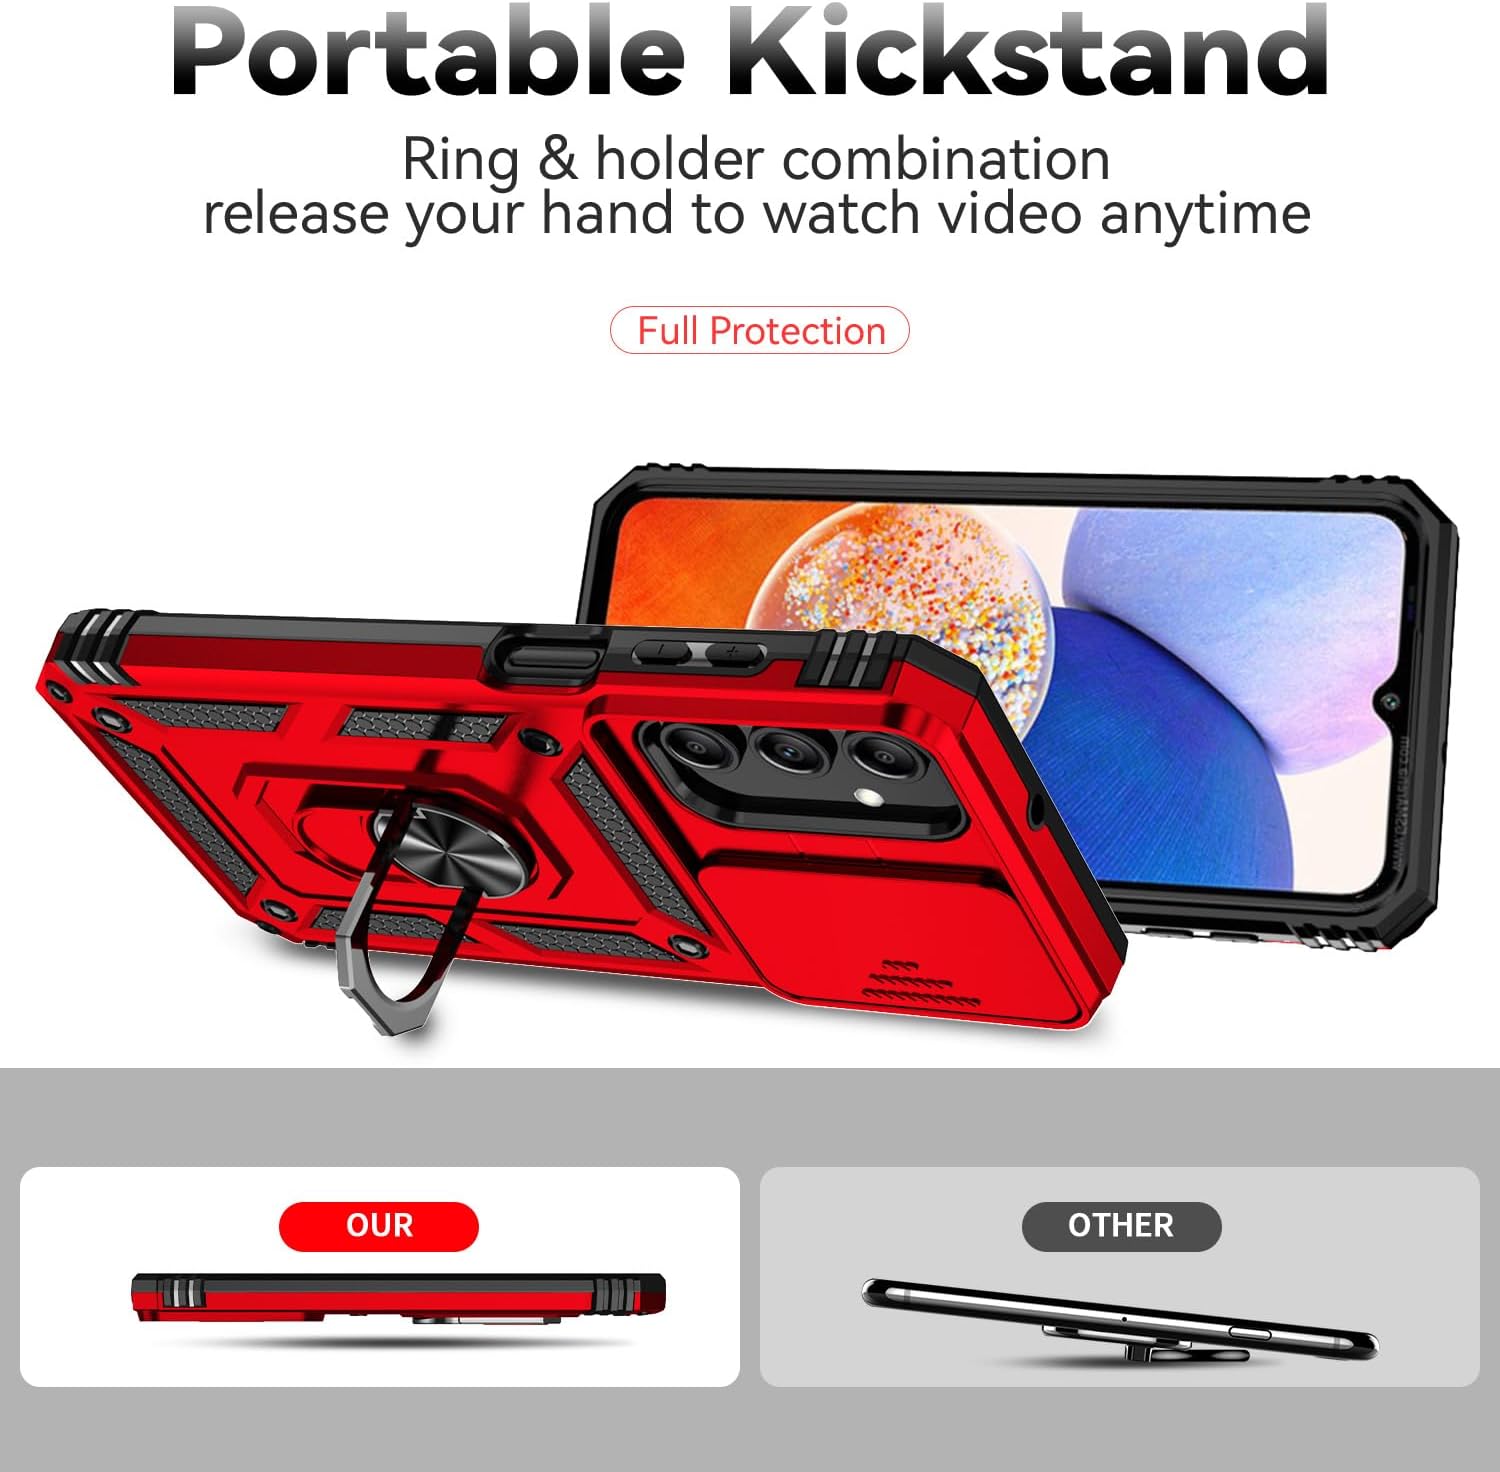 Portable Kickstand
Ring & holder combination
release your hand to watch video anytime
Full Protection
OUR
OTHER